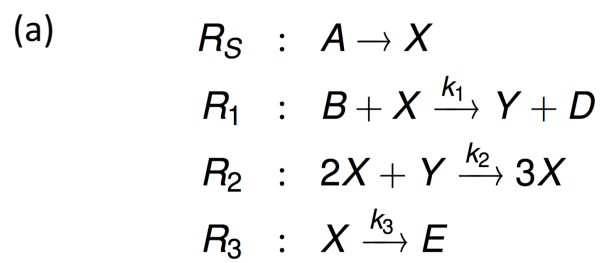 (a) R_S : A → X
R_1 : B + X →^{k_1} Y + D
R_2 : 2X + Y →^{k_2} 3X
R_3 : X →^{k_3} E